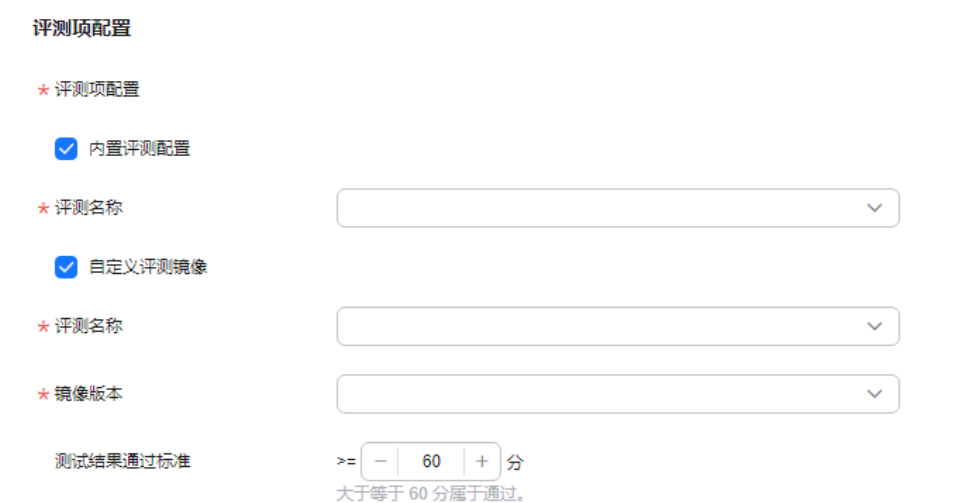 评测项配置
* 评测项配置
内置评测配置
* 评测名称
自定义评测镜像
* 评测名称
* 镜像版本
测试结果通过标准 >= − 60 + 分
大于等于 60 分属于通过。